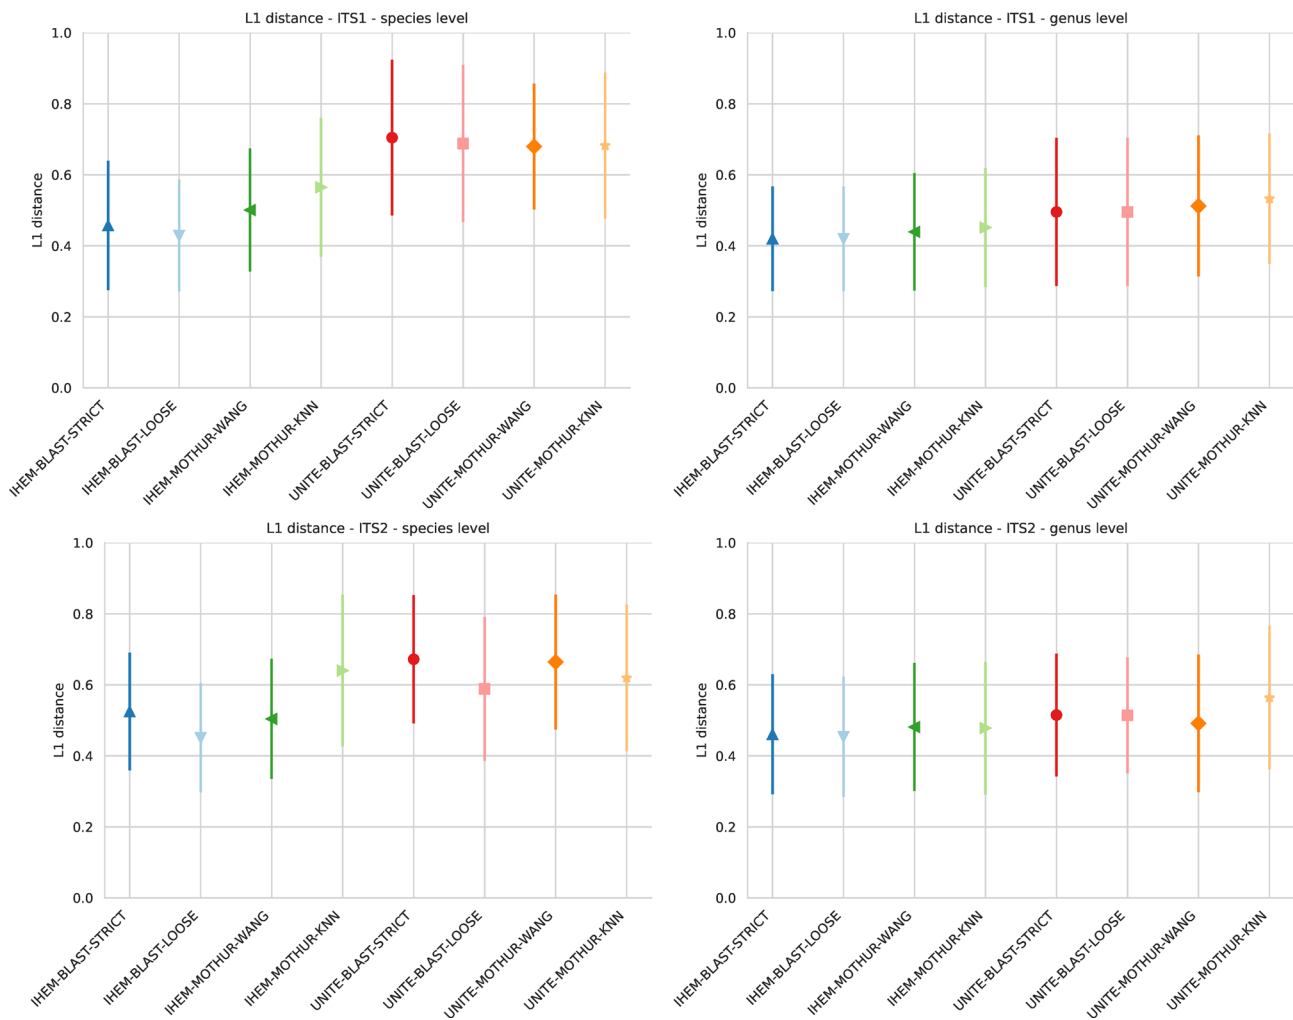 L1 distance - ITS1 - species level
L1 distance
1.0
0.8
0.6
0.4
0.2
0.0
IHEM-BLAST-STRICT
IHEM-BLAST-LOOSE
IHEM-MOTHUR-WANG
IHEM-MOTHUR-KNN
UNITE-BLAST-STRICT
UNITE-BLAST-LOOSE
UNITE-MOTHUR-WANG
UNITE-MOTHUR-KNN
L1 distance - ITS1 - genus level
L1 distance
1.0
0.8
0.6
0.4
0.2
0.0
IHEM-BLAST-STRICT
IHEM-BLAST-LOOSE
IHEM-MOTHUR-WANG
IHEM-MOTHUR-KNN
UNITE-BLAST-STRICT
UNITE-BLAST-LOOSE
UNITE-MOTHUR-WANG
UNITE-MOTHUR-KNN
L1 distance - ITS2 - species level
L1 distance
1.0
0.8
0.6
0.4
0.2
0.0
IHEM-BLAST-STRICT
IHEM-BLAST-LOOSE
IHEM-MOTHUR-WANG
IHEM-MOTHUR-KNN
UNITE-BLAST-STRICT
UNITE-BLAST-LOOSE
UNITE-MOTHUR-WANG
UNITE-MOTHUR-KNN
L1 distance - ITS2 - genus level
L1 distance
1.0
0.8
0.6
0.4
0.2
0.0
IHEM-BLAST-STRICT
IHEM-BLAST-LOOSE
IHEM-MOTHUR-WANG
IHEM-MOTHUR-KNN
UNITE-BLAST-STRICT
UNITE-BLAST-LOOSE
UNITE-MOTHUR-WANG
UNITE-MOTHUR-KNN